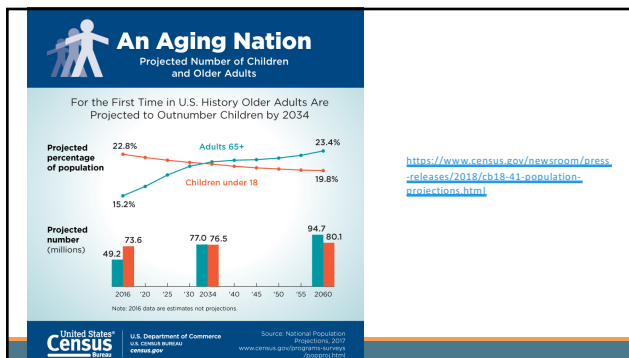 An Aging Nation
Projected Number of Children
and Older Adults
For the First Time in U.S. History Older Adults Are
Projected to Outnumber Children by 2034
Projected
percentage
of population
22.8%
Adults 65+
23.4%
15.2%
Children under 18
19.8%
Projected
number
(millions)
49.2
73.6
77.0
76.5
94.7
80.1
2016 '20 '25 '30 2034 '40 '45 '50 '55 2060
Note: 2016 data are estimates not projections.
United States®
Census
Bureau
U.S. Department of Commerce
U.S. CENSUS BUREAU
census.gov
Source: National Population
Projections, 2017
www.census.gov/programs-surveys
/popproj.html
https://www.census.gov/newsroom/press
-releases/2018/cb18-41-population-
projections.html